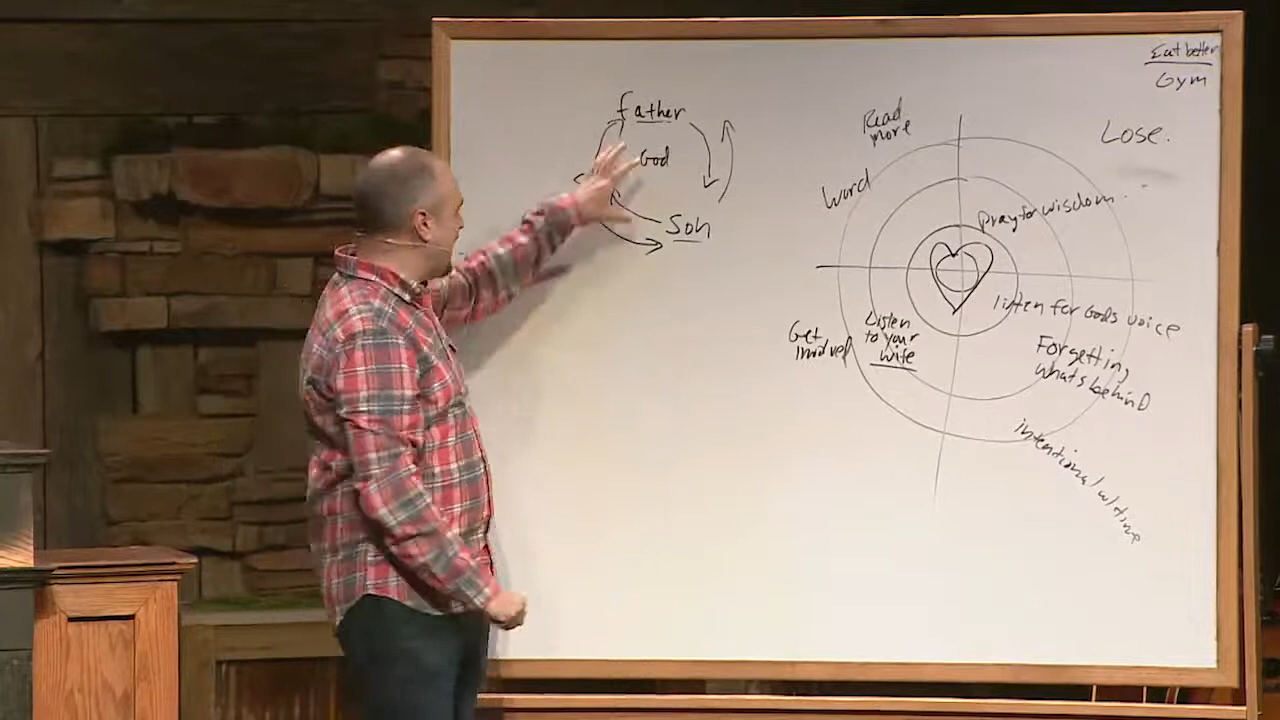 Father
God
Son
Eat better
Gym
Lose.
Read
more
Word
pray for wisdom.
listen for Gods voice
Listen
to your
wife
Get
involved
Forgetting
whats behind
intentional w/time